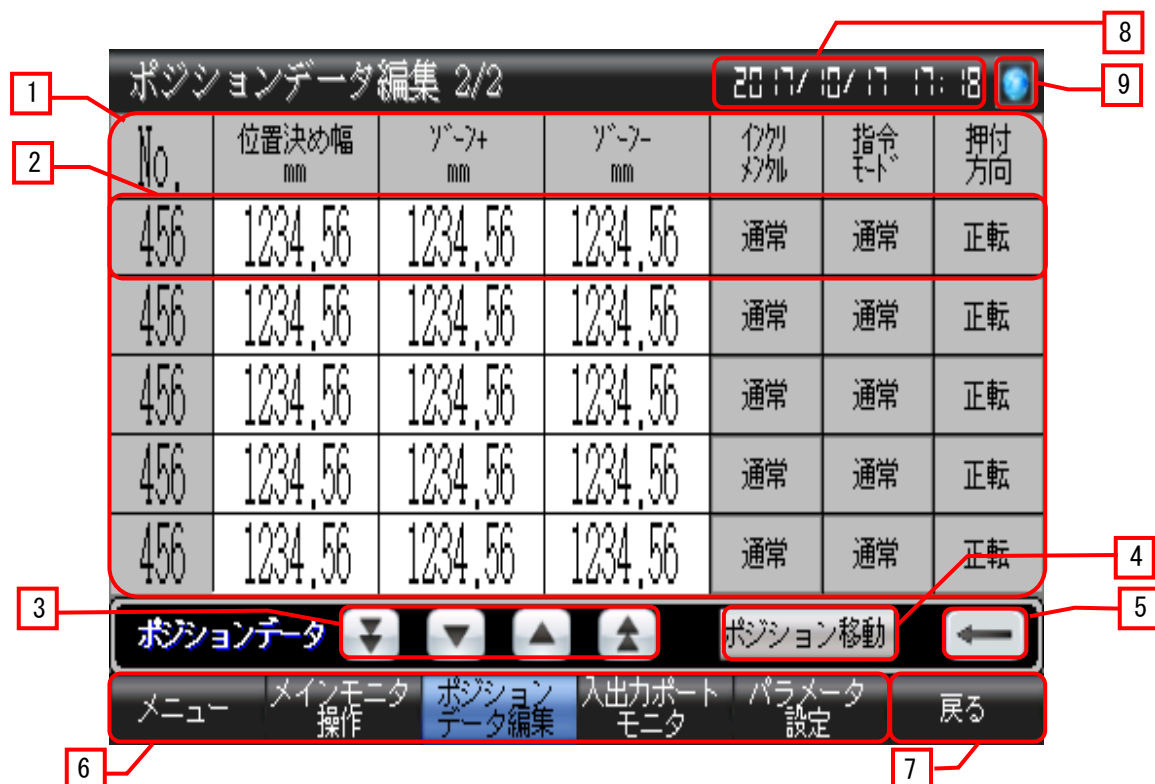 8
ポジションデータ編集 2/2
2017/10/17 17:18
9
1
No.
位置決め幅
mm
ゾーン+
mm
ゾーン-
mm
インクリ
メンタル
指令
モード
押付
方向
2
456 1234.56 1234.56 1234.56 通常 通常 正転
456 1234.56 1234.56 1234.56 通常 通常 正転
456 1234.56 1234.56 1234.56 通常 通常 正転
456 1234.56 1234.56 1234.56 通常 通常 正転
456 1234.56 1234.56 1234.56 通常 通常 正転
4
3
5
ポジションデータ
ポジション移動
メニュー
メインモニタ
操作
ポジション
データ編集
入出力ポート
モニタ
パラメータ
設定
戻る
6
7